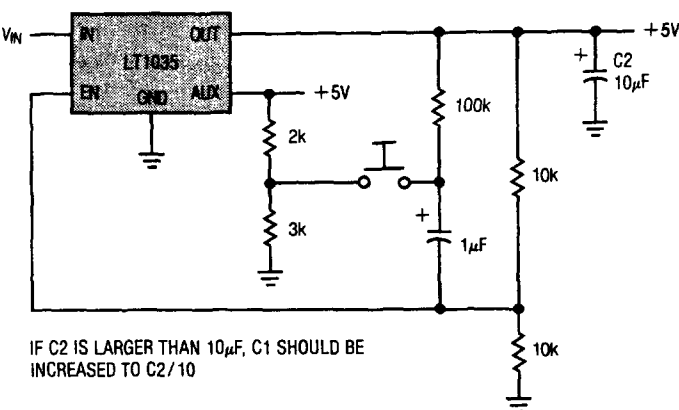 VIN
IN
OUT
LT1035
EN
GND
AUX
+5V
+
C2
10μF
+5V
100k
2k
10k
3k
+
1μF
10k
IF C2 IS LARGER THAN 10μF, C1 SHOULD BE
INCREASED TO C2/10